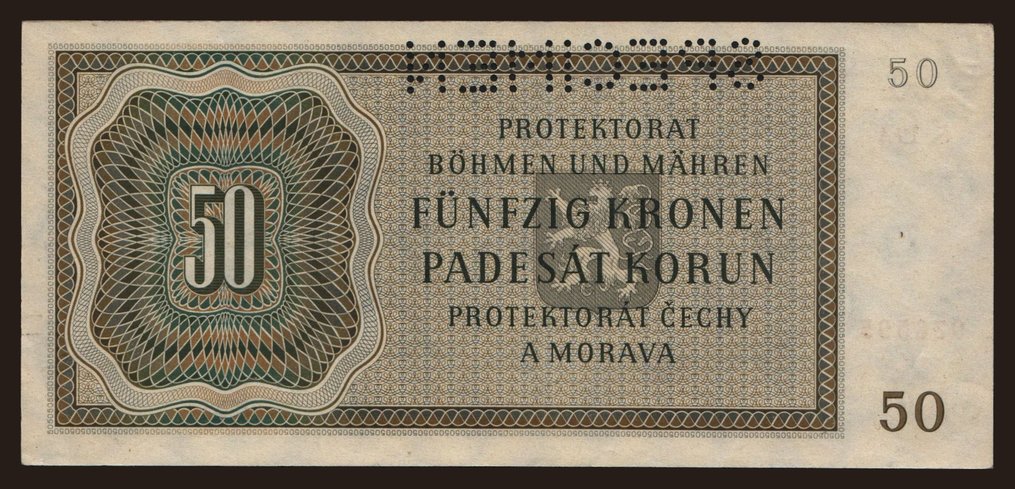 50
PROTEKTORAT
BÖHMEN UND MÄHREN
FÜNFZIG KRONEN
PADESÁT KORUN
PROTEKTORÁT ČECHY
A MORAVA
50
50